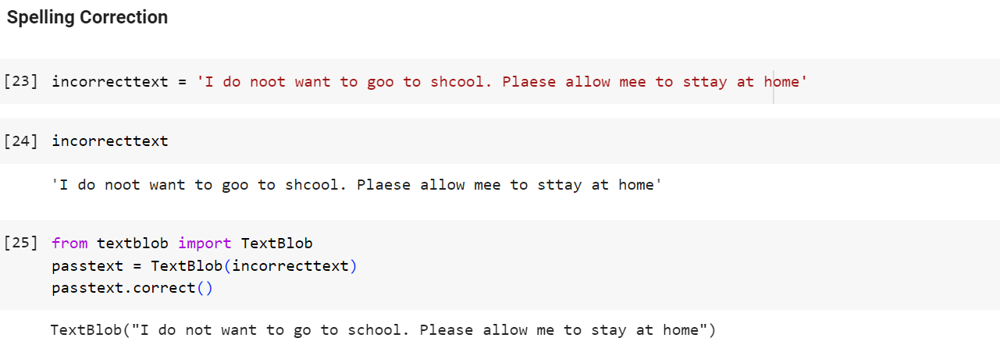 Spelling Correction
[23] incorrecttext = 'I do noot want to goo to shcool. Plaese allow mee to sttay at home'
[24] incorrecttext
'I do noot want to goo to shcool. Plaese allow mee to sttay at home'
[25] from textblob import TextBlob
passtext = TextBlob(incorrecttext)
passtext.correct()
TextBlob("I do not want to go to school. Please allow me to stay at home")